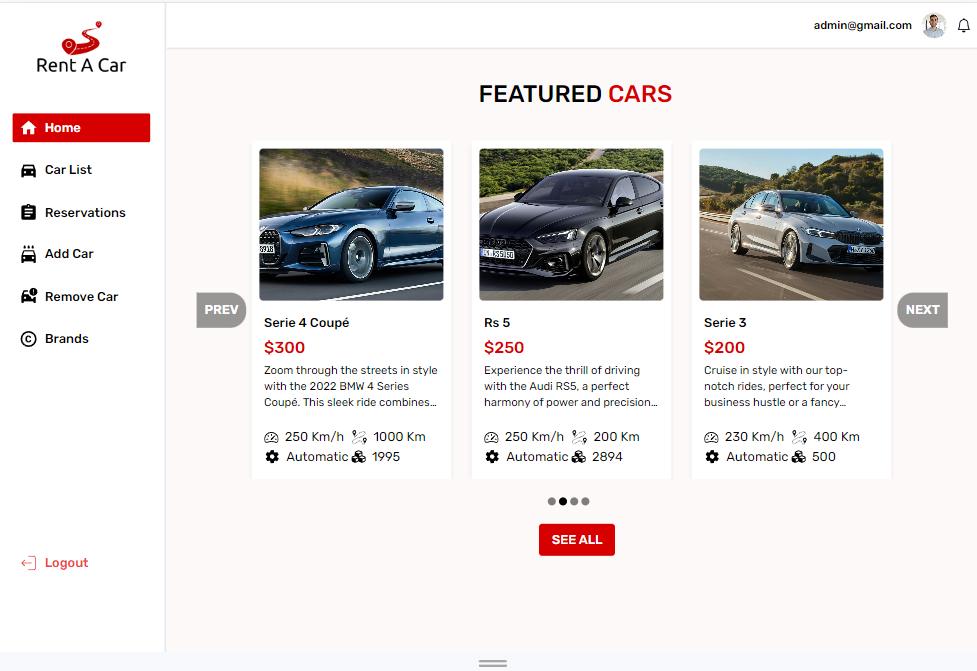 admin@gmail.com
Rent A Car
Home
Car List
Reservations
Add Car
Remove Car
C Brands
Logout
FEATURED CARS
PREV
NEXT
Serie 4 Coupé
$300
Zoom through the streets in style
with the 2022 BMW 4 Series
Coupé. This sleek ride combines…
250 Km/h 1000 Km
Automatic 1995
Rs 5
$250
Experience the thrill of driving
with the Audi RS5, a perfect
harmony of power and precision…
250 Km/h 200 Km
Automatic 2894
Serie 3
$200
Cruise in style with our top-
notch rides, perfect for your
business hustle or a fancy…
230 Km/h 400 Km
Automatic 500
SEE ALL